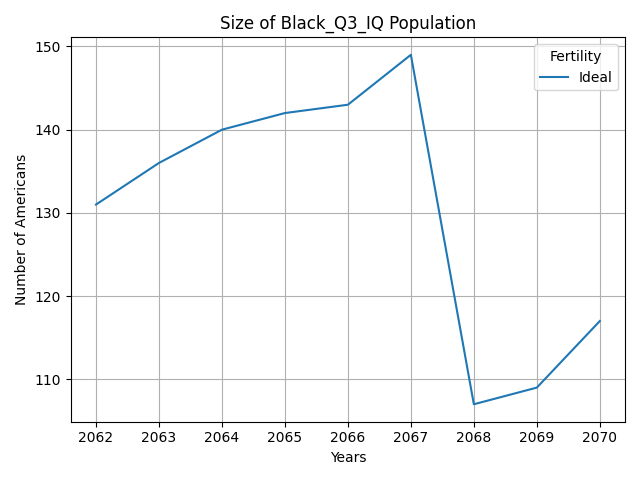 Size of Black_Q3_IQ Population
Fertility
Ideal
Number of Americans
150
140
130
120
110
2062 2063 2064 2065 2066 2067 2068 2069 2070
Years